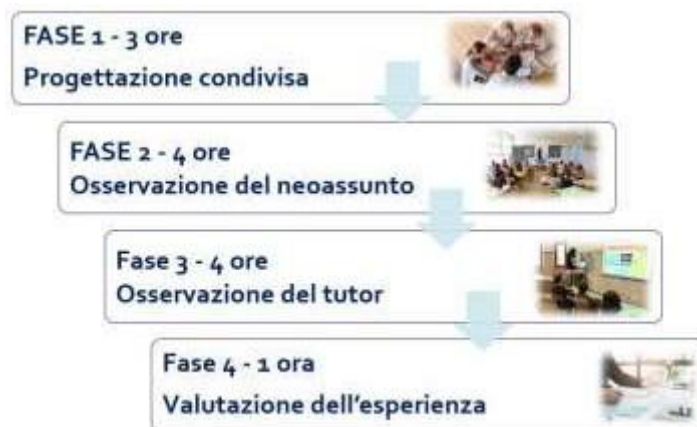 FASE 1 - 3 ore
Progettazione condivisa
FASE 2 - 4 ore
Osservazione del neoassunto
Fase 3 - 4 ore
Osservazione del tutor
Fase 4 - 1 ora
Valutazione dell'esperienza